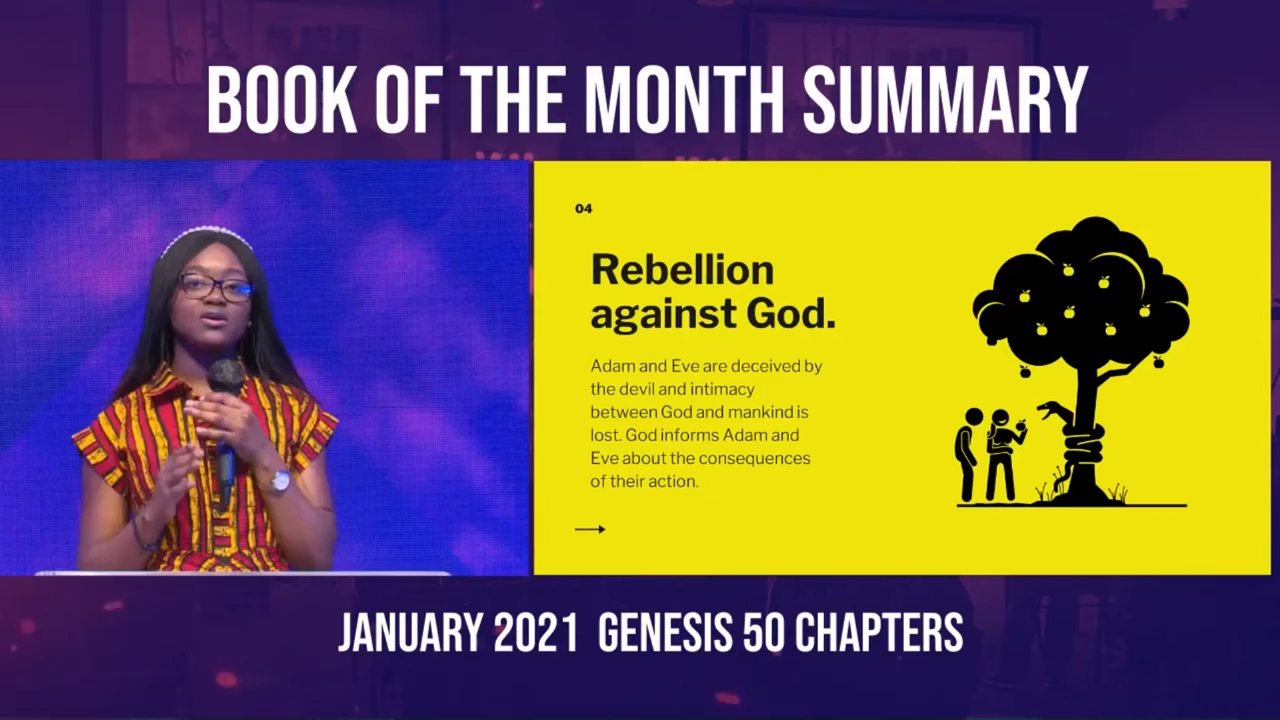 BOOK OF THE MONTH SUMMARY
04
Rebellion
against God.
Adam and Eve are deceived by
the devil and intimacy
between God and mankind is
lost. God informs Adam and
Eve about the consequences
of their action.
JANUARY 2021 GENESIS 50 CHAPTERS